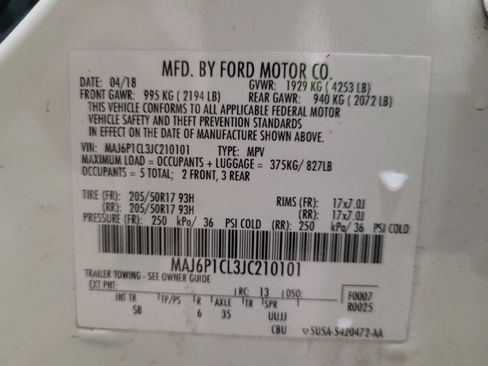 MFD. BY FORD MOTOR CO.
DATE: 04/18 GVWR: 1929 KG ( 4253 LB)
FRONT GAWR: 995 KG ( 2194 LB) REAR GAWR: 940 KG ( 2072 LB)
THIS VEHICLE CONFORMS TO ALL APPLICABLE FEDERAL MOTOR
VEHICLE SAFETY AND THEFT PREVENTION STANDARDS
IN EFFECT ON THE DATE OF MANUFACTURE SHOWN ABOVE.
VIN: MAJ6P1CL3JC210101 TYPE: MPV
MAXIMUM LOAD = OCCUPANTS + LUGGAGE = 375KG/ 827LB
OCCUPANTS = 5 TOTAL; 2 FRONT, 3 REAR
TIRE (FR): 205/50R17 93H RIMS (FR): 17x7.0J
(RR): 205/50R17 93H (RR): 17x7.0J
PRESSURE (FR): 250 kPa/ 36 PSI COLD (RR): 250 kPa/ 36 PSI COLD
MAJ6P1CL3JC210101
TRAILER TOWING - SEE OWNER GUIDE
EXT PNT: RC: 13 DSO: F0007
R0025
INT TR TP/PS R AXLE TR SPR
SB 6 35 UUJJ
CBU SU5A-5420472-AA